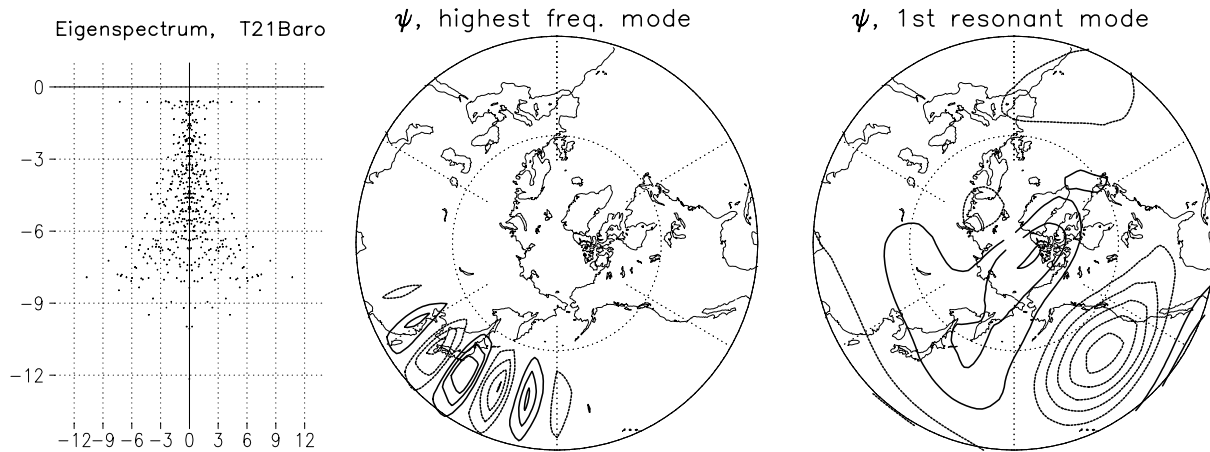 Eigenspectrum, T21Baro
ψ, highest freq. mode
ψ, 1st resonant mode
0
−3
−6
−9
−12
−12 −9 −6 −3 0 3 6 9 12